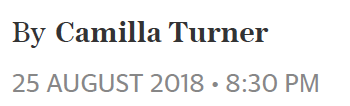 By Camilla Turner
25 AUGUST 2018 • 8:30 PM